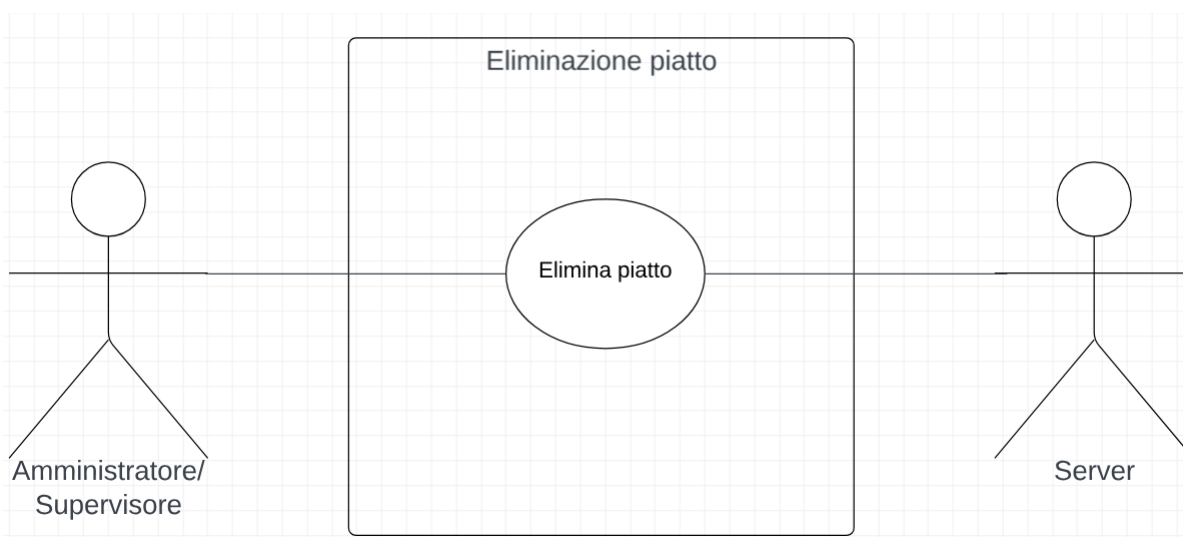 Eliminazione piatto
Elimina piatto
Amministratore/
Supervisore
Server